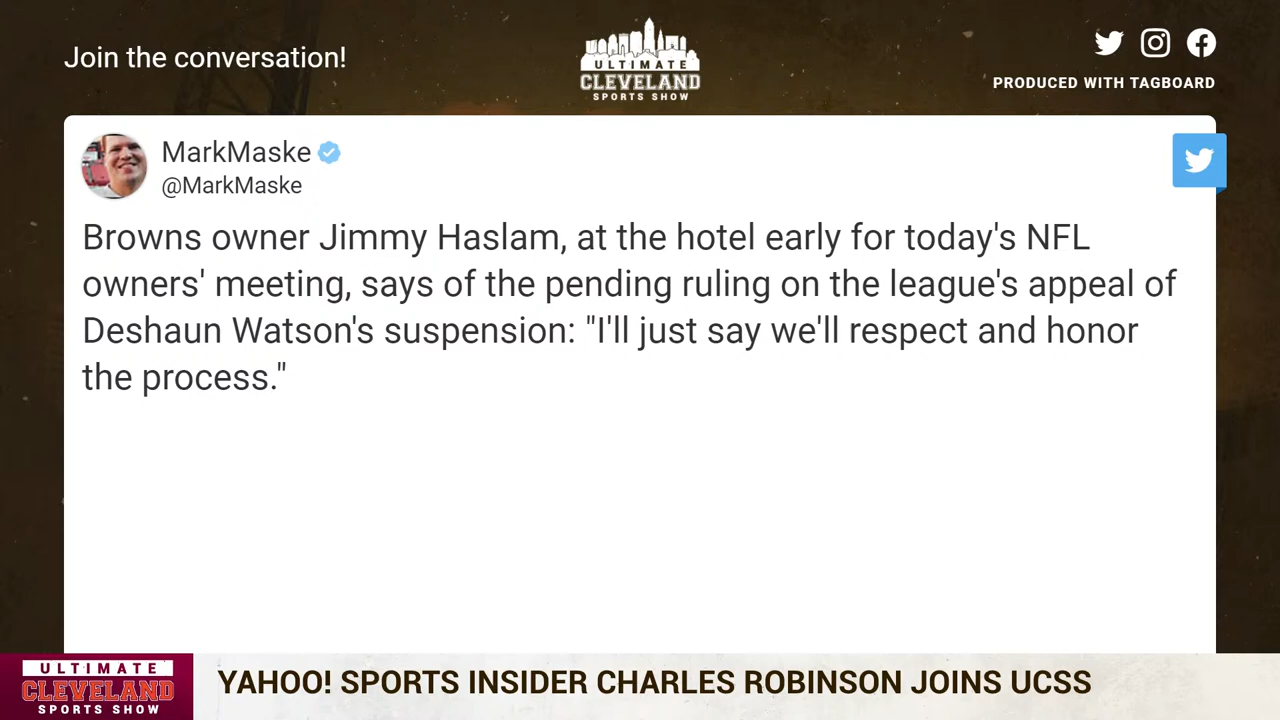 Join the conversation!
ULTIMATE
CLEVELAND
SPORTS SHOW
PRODUCED WITH TAGBOARD
MarkMaske
@MarkMaske
Browns owner Jimmy Haslam, at the hotel early for today's NFL
owners' meeting, says of the pending ruling on the league's appeal of
Deshaun Watson's suspension: "I'll just say we'll respect and honor
the process."
ULTIMATE
CLEVELAND
SPORTS SHOW
YAHOO! SPORTS INSIDER CHARLES ROBINSON JOINS UCSS